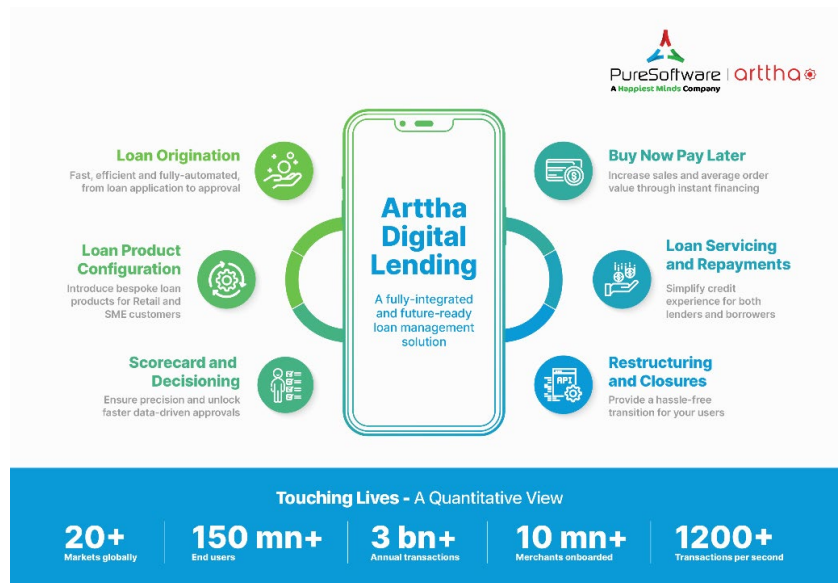 PureSoftware | arttha
A Happiest Minds Company
Loan Origination
Fast, efficient and fully-automated,
from loan application to approval
Loan Product
Configuration
Introduce bespoke loan
products for Retail and
SME customers
Scorecard and
Decisioning
Ensure precision and unlock
faster data-driven approvals
Arttha
Digital
Lending
A fully-integrated
and future-ready
loan management
solution
Buy Now Pay Later
Increase sales and average order
value through instant financing
Loan Servicing
and Repayments
Simplify credit
experience for both
lenders and borrowers
API
Restructuring
and Closures
Provide a hassle-free
transition for your users
Touching Lives - A Quantitative View
20+
Markets globally
150 mn+
End users
3 bn+
Annual transactions
10 mn+
Merchants onboarded
1200+
Transactions per second